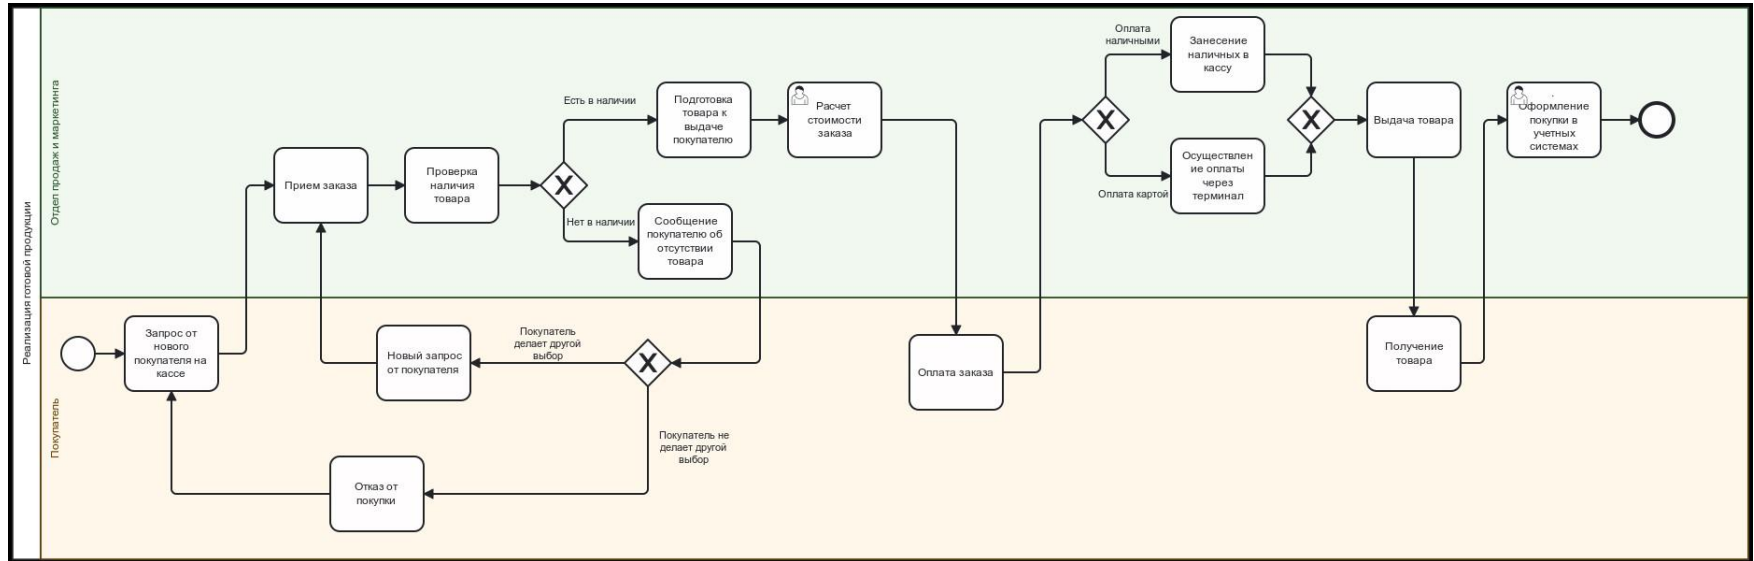 Реализация готовой продукции
Отдел продаж и маркетинга
Покупатель
Запрос от
нового
покупателя на
кассе
Прием заказа
Проверка
наличия
товара
Есть в наличии
Нет в наличии
Подготовка
товара к
выдаче
покупателю
Расчет
стоимости
заказа
Сообщение
покупателю об
отсутствии
товара
Покупатель
делает другой
выбор
Новый запрос
от покупателя
Покупатель не
делает другой
выбор
Отказ от
покупки
Оплата заказа
Оплата
наличными
Занесение
наличных в
кассу
Оплата картой
Осуществлен
ие оплаты
через
терминал
Выдача товара
Получение
товара
.
Оформление
покупки в
учетных
системах